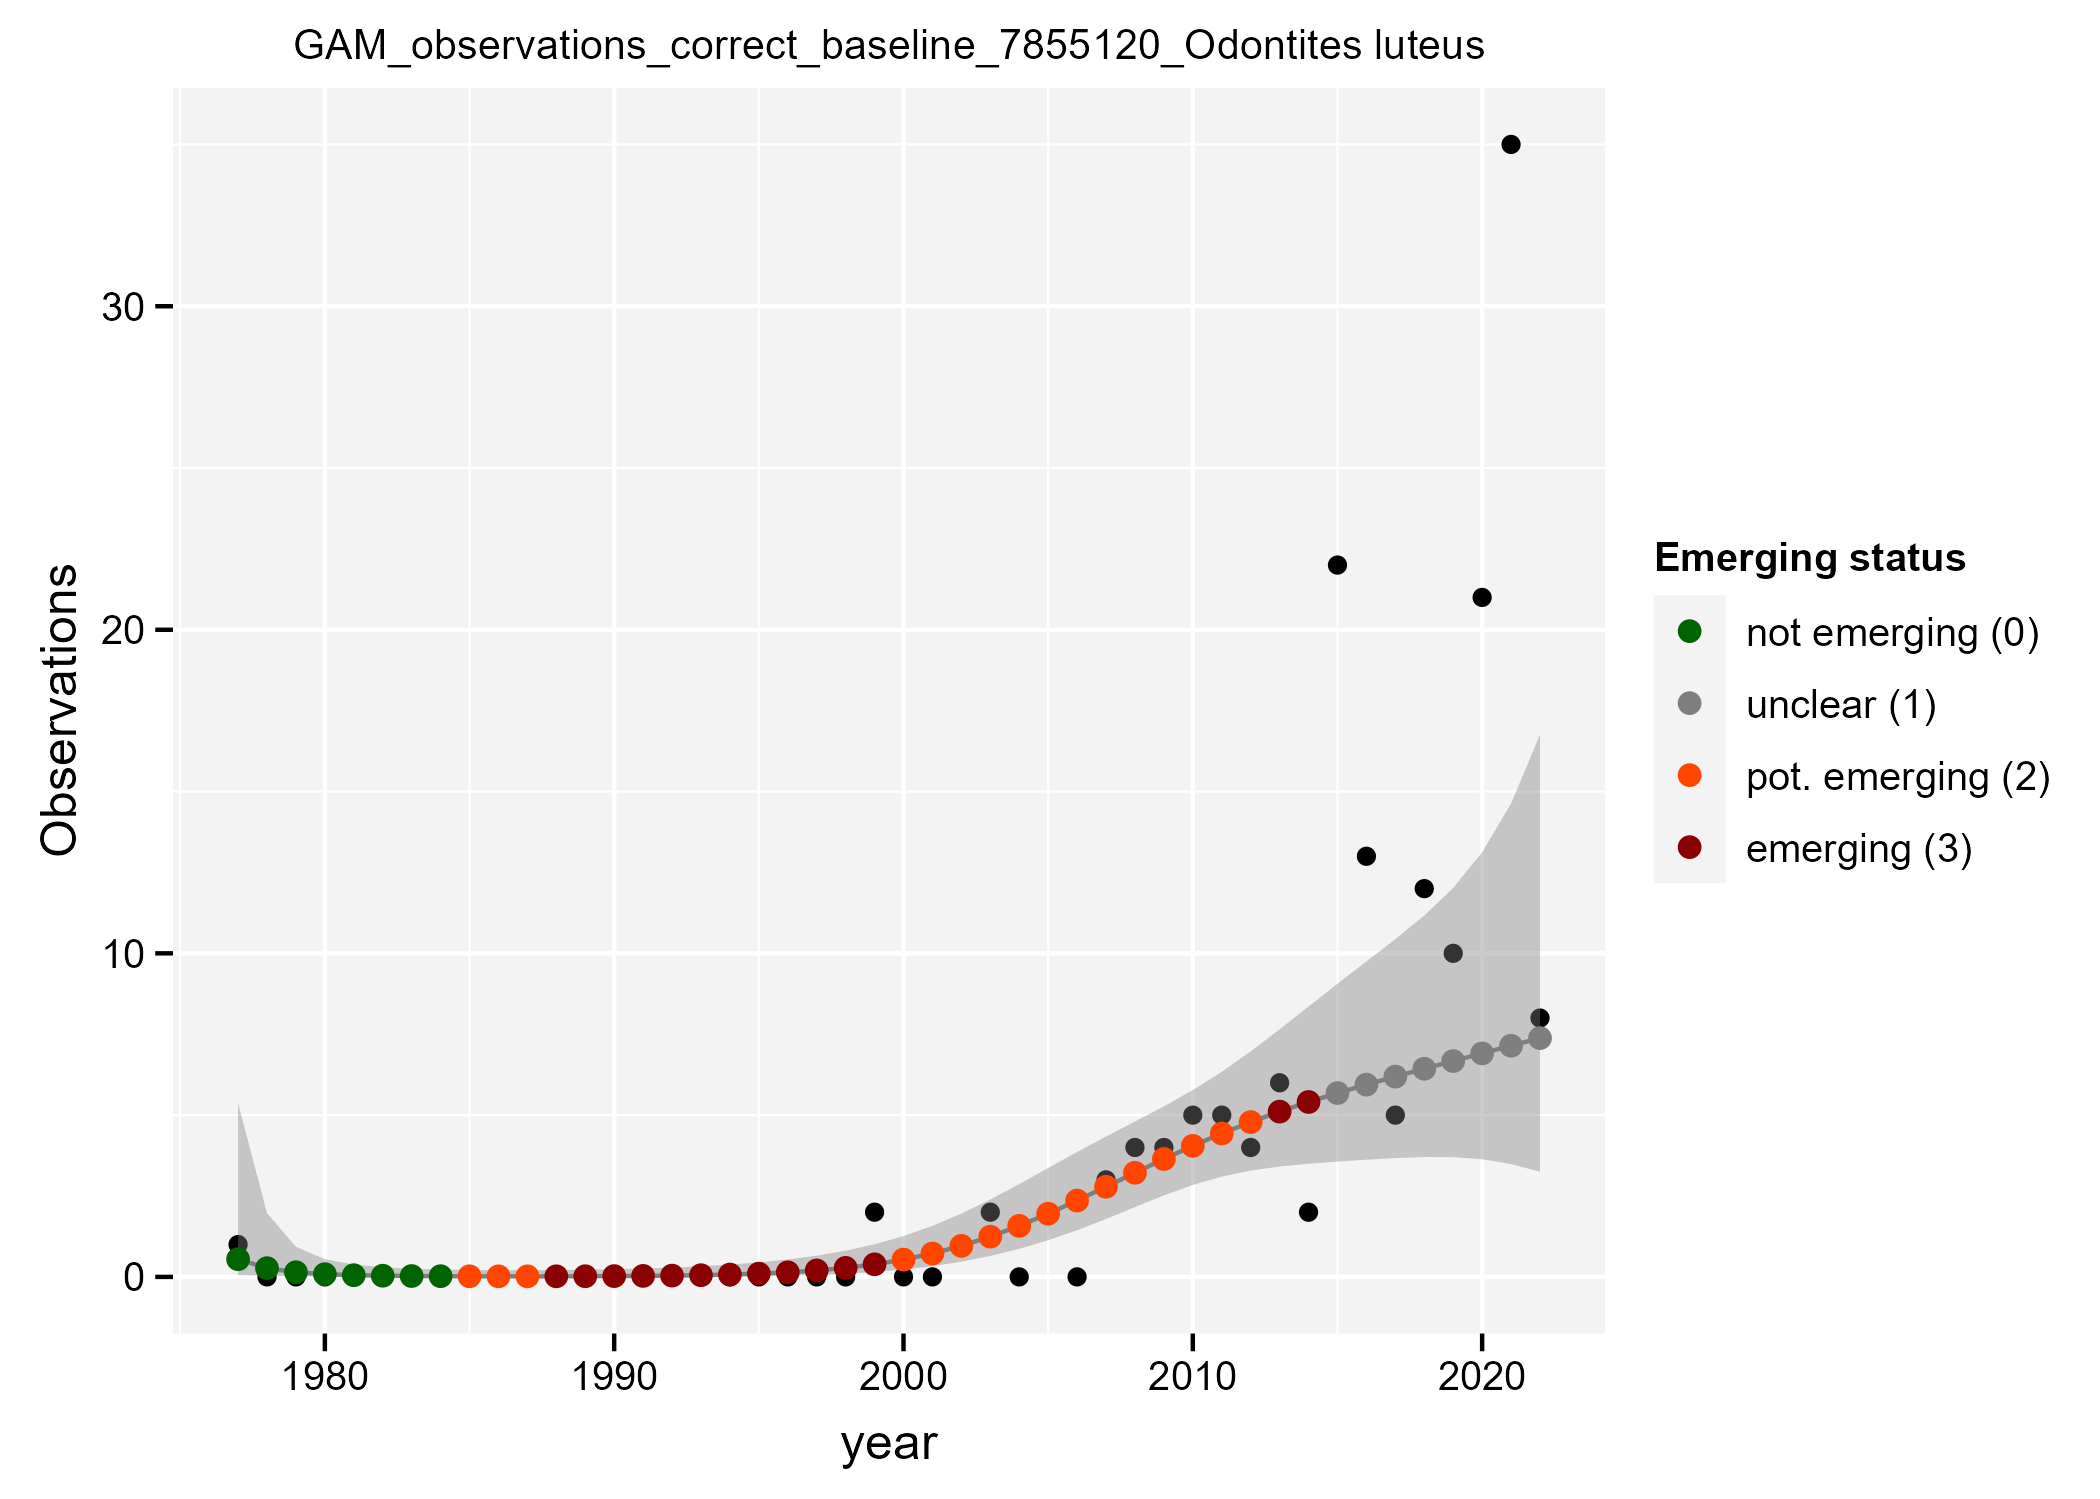 GAM_observations_correct_baseline_7855120_Odontites luteus
Observations
30
20
10
0
1980
1990
2000
2010
2020
year
Emerging status
not emerging (0)
unclear (1)
pot. emerging (2)
emerging (3)